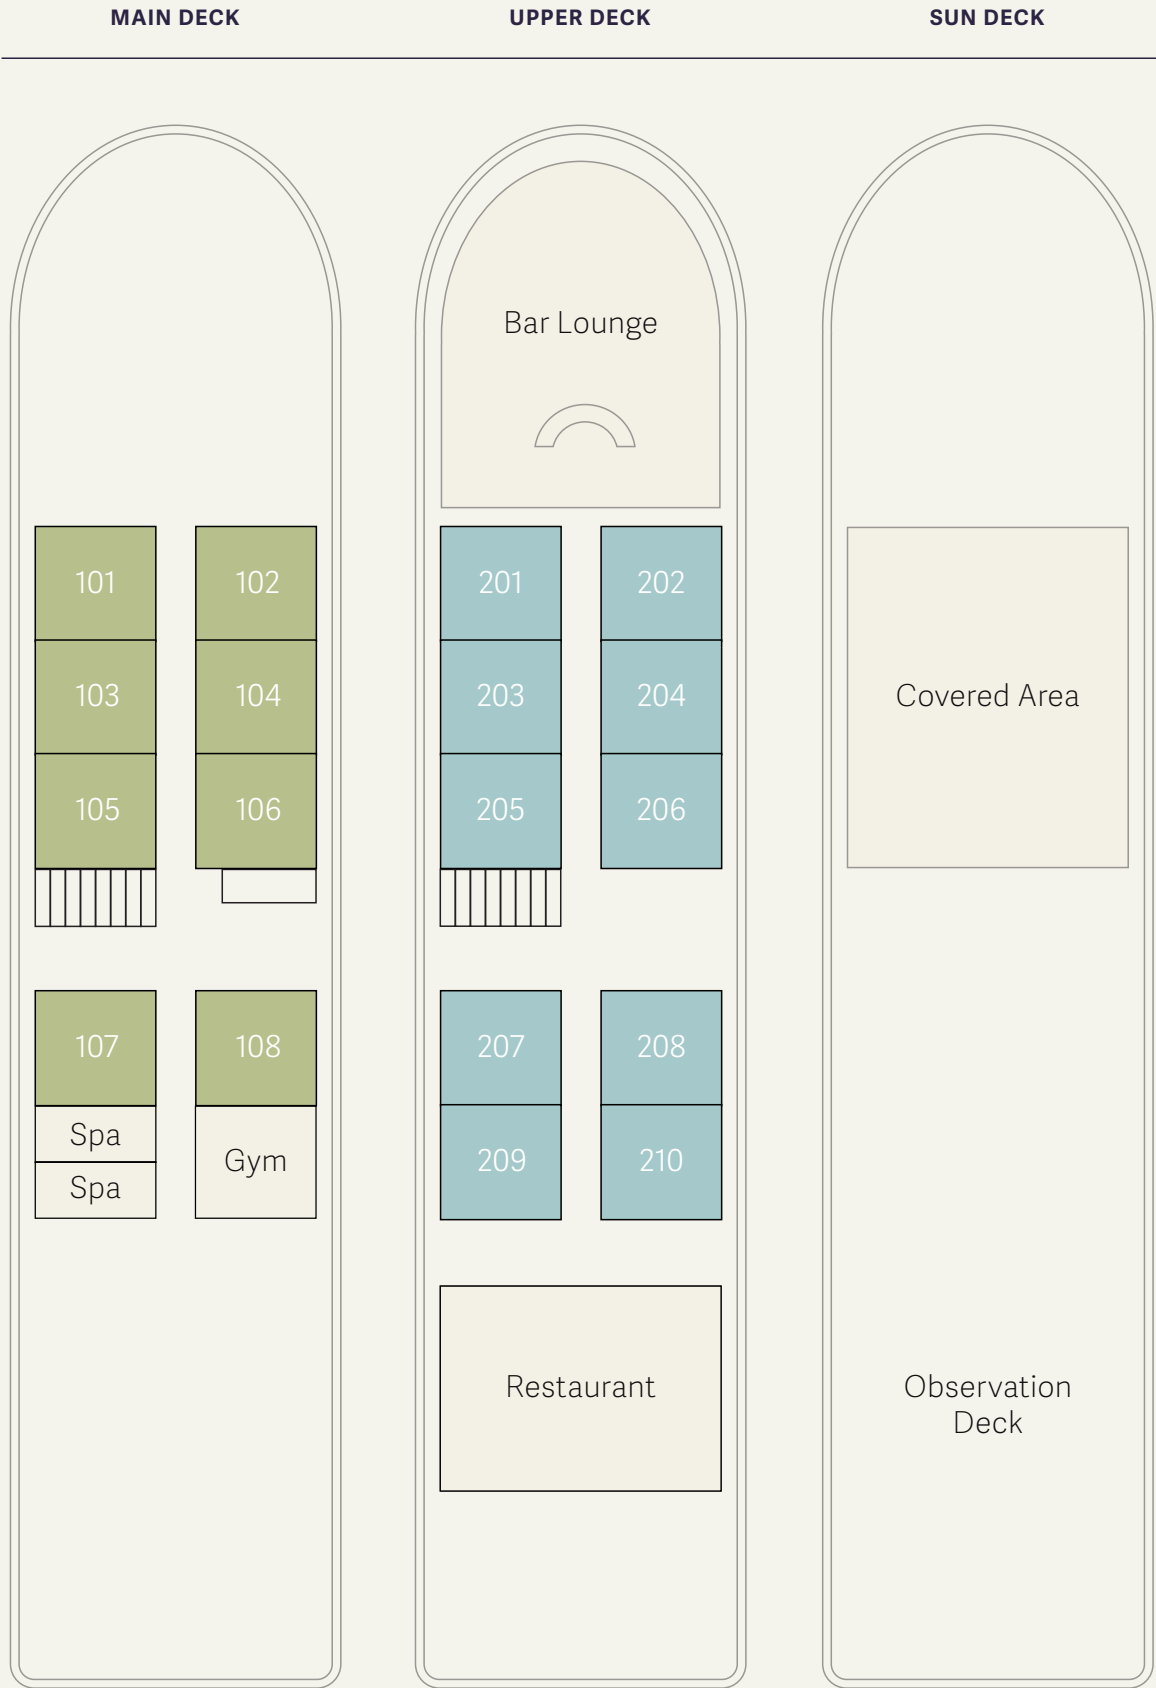 MAIN DECK
UPPER DECK
SUN DECK
Bar Lounge
101
102
103
104
105
106
107
108
Spa
Spa
Gym
201
202
203
204
205
206
207
208
209
210
Restaurant
Covered Area
Observation
Deck